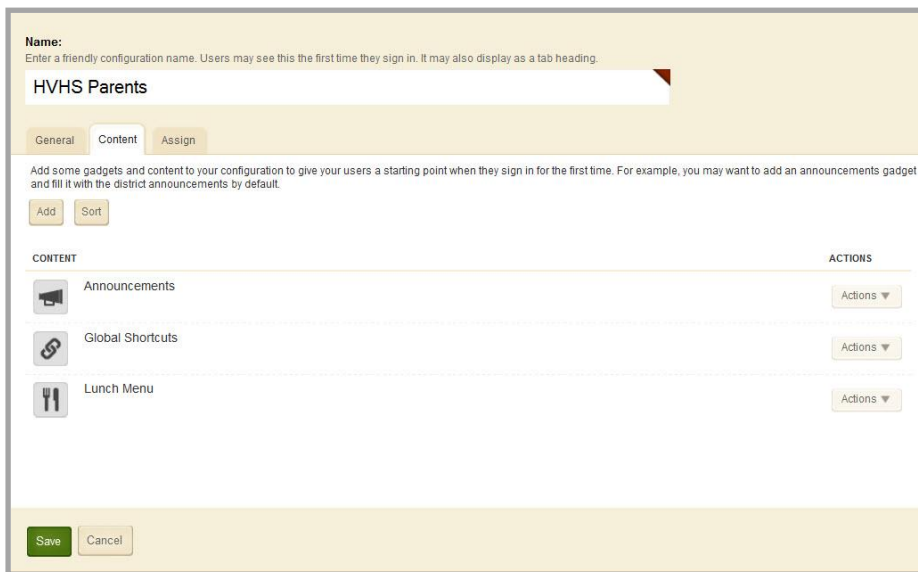 Name:
Enter a friendly configuration name. Users may see this the first time they sign in. It may also display as a tab heading.
HVHS Parents
General Content Assign
Add some gadgets and content to your configuration to give your users a starting point when they sign in for the first time. For example, you may want to add an announcements gadget
and fill it with the district announcements by default.
Add Sort
CONTENT ACTIONS
Announcements Actions
Global Shortcuts Actions
Lunch Menu Actions
Save Cancel